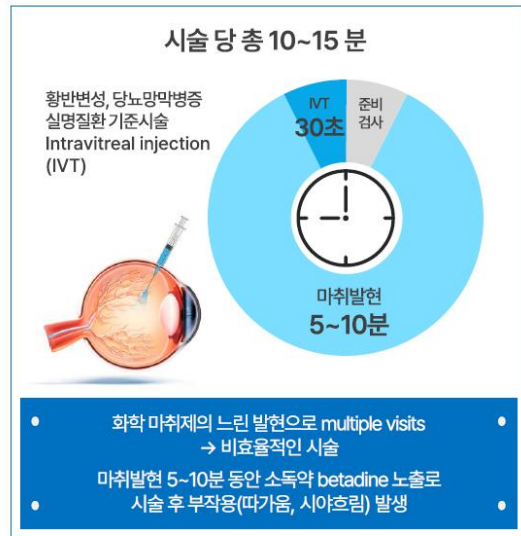 시술 당 총 10~15 분
황반변성, 당뇨망막병증
실명질환 기준시술
Intravitreal injection
(IVT)
IVT
30초
준비
검사
마취발현
5~10분
화학 마취제의 느린 발현으로 multiple visits
→ 비효율적인 시술
마취발현 5~10분 동안 소독약 betadine 노출로
시술 후 부작용(따가움, 시야흐림) 발생